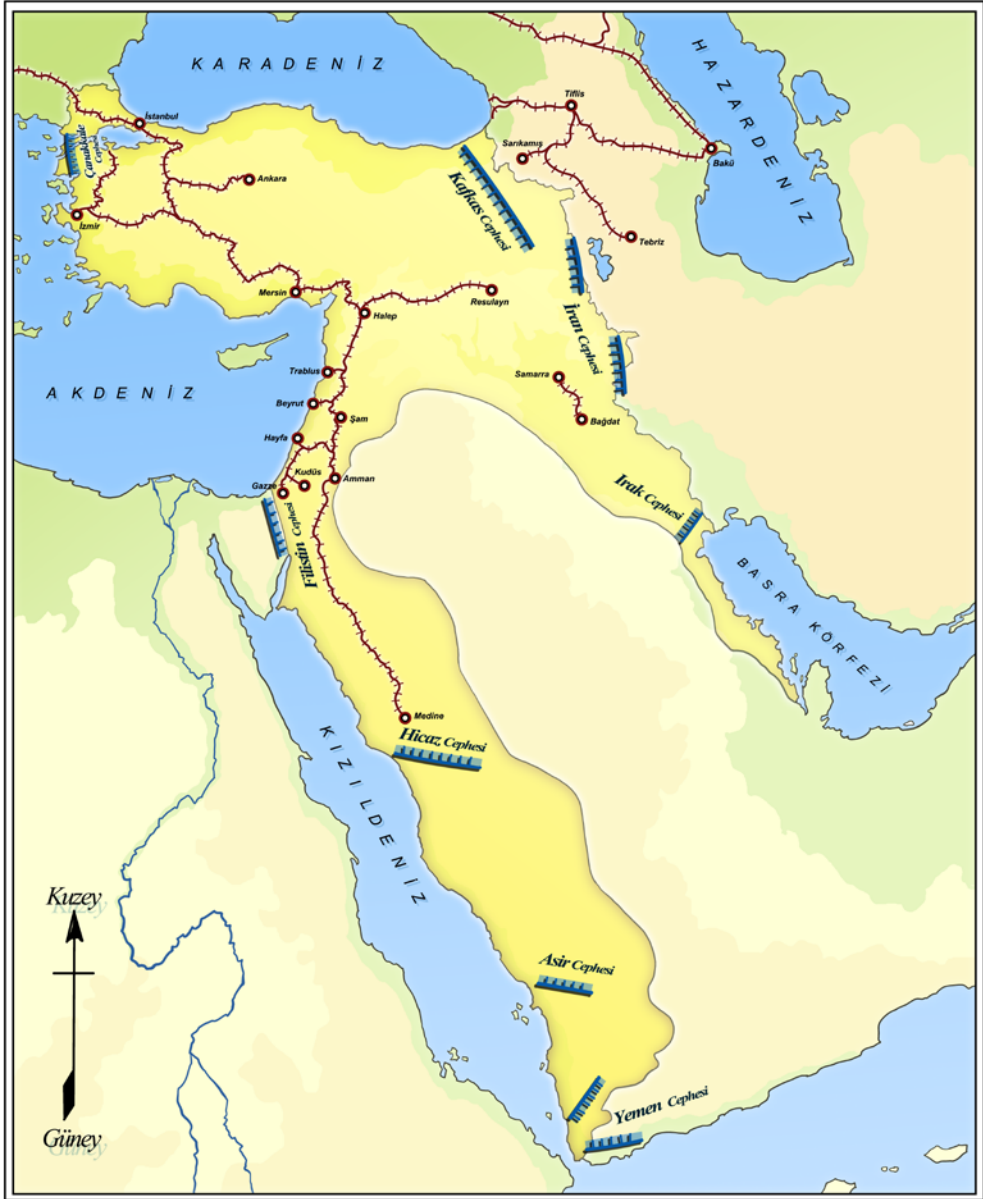 KARADENİZ
HAZARDENİZ
Tiflis
İstanbul
Çanakkale
Cephesi
Sarıkamış
Bakü
Ankara
Kafkas Cephesi
İzmir
Tebriz
Mersin
Resulayn
Halep
İran Cephesi
Trablus
Samarra
AKDENİZ
Beyrut
Şam
Bağdat
Hayfa
Kudüs
Amman
Gazze
Irak Cephesi
Filistin Cephesi
BASRA KÖRFEZİ
Medine
Hicaz Cephesi
KIZILDENİZ
Kuzey
Asir Cephesi
Yemen Cephesi
Güney